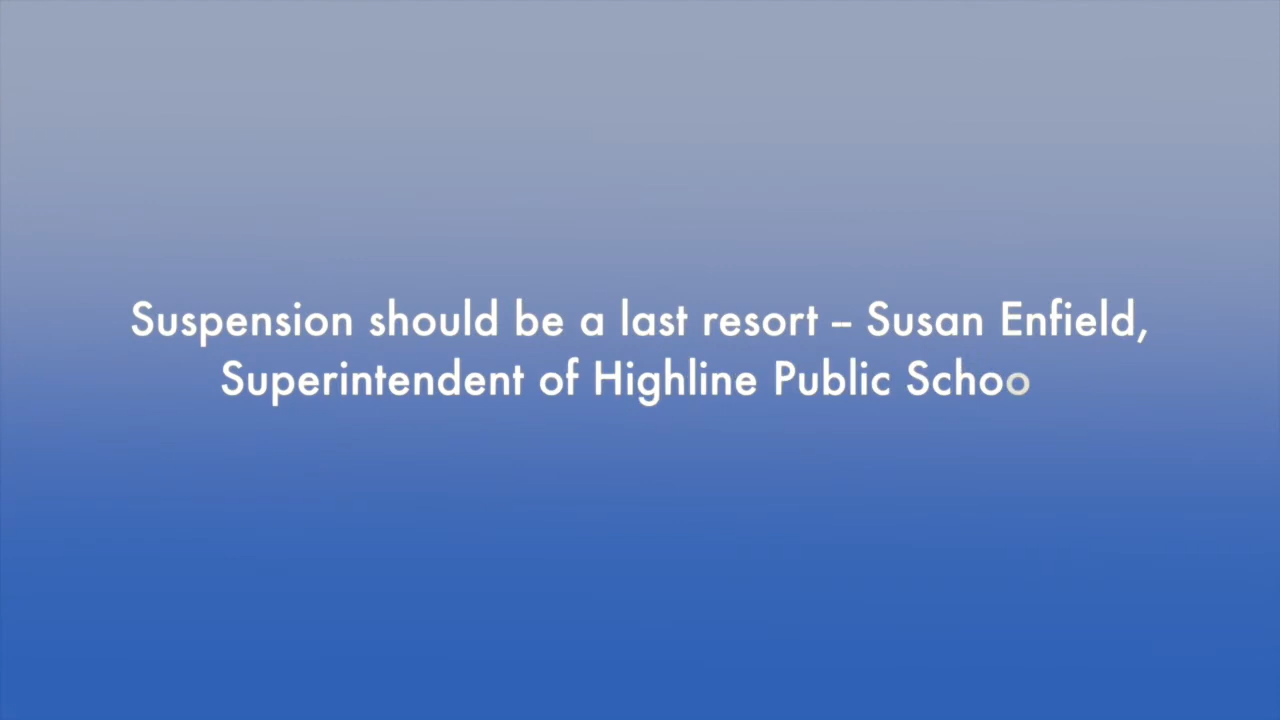 Suspension should be a last resort – Susan Enfield,
Superintendent of Highline Public Schoo